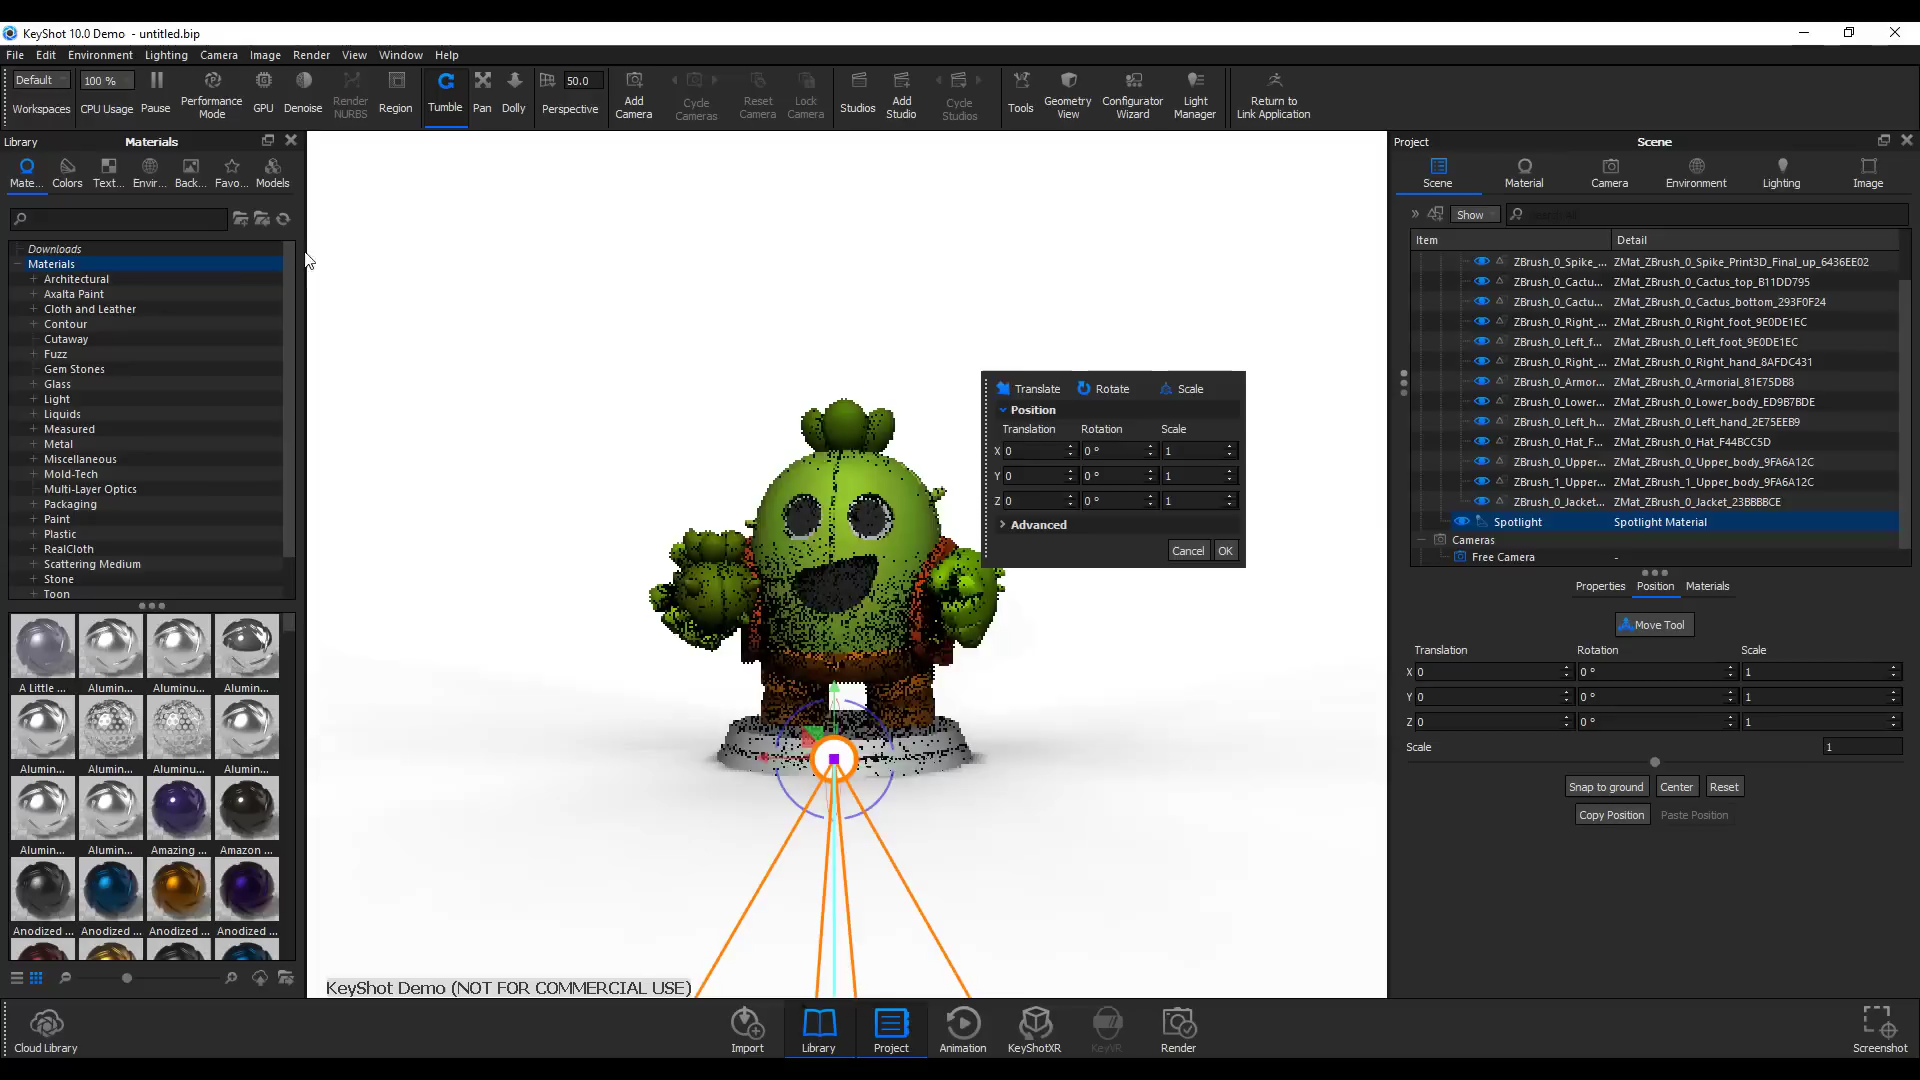 KeyShot 10.0 Demo - untitled.bip
File Edit Environment Lighting Camera Image Render View Window Help
Default 100 % 50.0
Workspaces CPU Usage Pause Performance Mode GPU Denoise Render NURBS Region Tumble Pan Dolly Perspective Add Camera Cycle Cameras Reset Camera Lock Camera Studios Add Studio Cycle Studios Tools Geometry View Configurator Wizard Light Manager Return to Link Application
Library Materials
Mate... Colors Text... Envir... Back... Favo... Models
Downloads
Materials
Architectural
Axalta Paint
Cloth and Leather
Contour
Cutaway
Fuzz
Gem Stones
Glass
Light
Liquids
Measured
Metal
Miscellaneous
Mold-Tech
Multi-Layer Optics
Packaging
Paint
Plastic
RealCloth
Scattering Medium
Stone
Toon
A Little ... Alumin... Aluminu... Alumin...
Alumin... Alumin... Alumin... Alumin...
Alumin... Alumin... Amazing ... Amazon ...
Anodized ... Anodized ... Anodized ... Anodized ...
Translate Rotate Scale
Position
Translation Rotation Scale
X 0 0 ° 1
Y 0 0 ° 1
Z 0 0 ° 1
Advanced
Cancel OK
KeyShot Demo (NOT FOR COMMERCIAL USE)
Project Scene
Scene Material Camera Environment Lighting Image
Show
Item Detail
ZBrush_0_Spike_... ZMat_ZBrush_0_Spike_Print3D_Final_up_6436EE02
ZBrush_0_Cactu... ZMat_ZBrush_0_Cactus_top_B11DD795
ZBrush_0_Cactu... ZMat_ZBrush_0_Cactus_bottom_293F0F24
ZBrush_0_Right_... ZMat_ZBrush_0_Right_foot_9E0DE1EC
ZBrush_0_Left_f... ZMat_ZBrush_0_Left_foot_9E0DE1EC
ZBrush_0_Right_... ZMat_ZBrush_0_Right_hand_8AFDC431
ZBrush_0_Armor... ZMat_ZBrush_0_Armorial_81E75DB8
ZBrush_0_Lower... ZMat_ZBrush_0_Lower_body_ED9B7BDE
ZBrush_0_Left_h... ZMat_ZBrush_0_Left_hand_2E75EEB9
ZBrush_0_Hat_F... ZMat_ZBrush_0_Hat_F44BCC5D
ZBrush_0_Upper... ZMat_ZBrush_0_Upper_body_9FA6A12C
ZBrush_1_Upper... ZMat_ZBrush_1_Upper_body_9FA6A12C
ZBrush_0_Jacket... ZMat_ZBrush_0_Jacket_23BBBBCE
Spotlight Spotlight Material
Cameras
Free Camera -
Properties Position Materials
Move Tool
Translation Rotation Scale
X 0 0 ° 1
Y 0 0 ° 1
Z 0 0 ° 1
Scale 1
Snap to ground Center Reset
Copy Position Paste Position
Cloud Library Import Library Project Animation KeyShotXR KeyVR Render Screenshot